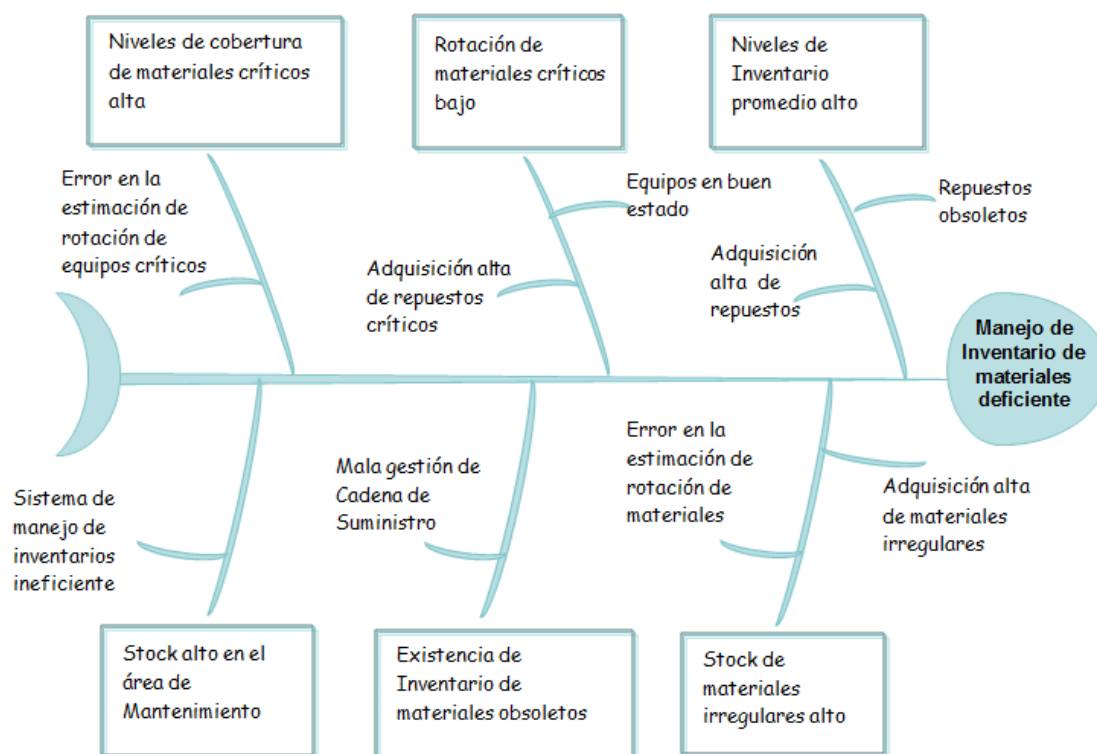 Niveles de cobertura
de materiales críticos
alta
Rotación de
materiales críticos
bajo
Niveles de
Inventario
promedio alto
Error en la
estimación de
rotación de
equipos críticos
Adquisición alta
de repuestos
críticos
Equipos en buen
estado
Adquisición
alta de
repuestos
Repuestos
obsoletos
Manejo de
Inventario de
materiales
deficiente
Sistema de
manejo de
inventarios
ineficiente
Mala gestión de
Cadena de
Suministro
Error en la
estimación de
rotación de
materiales
Adquisición alta
de materiales
irregulares
Stock alto en el
área de
Mantenimiento
Existencia de
Inventario de
materiales obsoletos
Stock de
materiales
irregulares alto